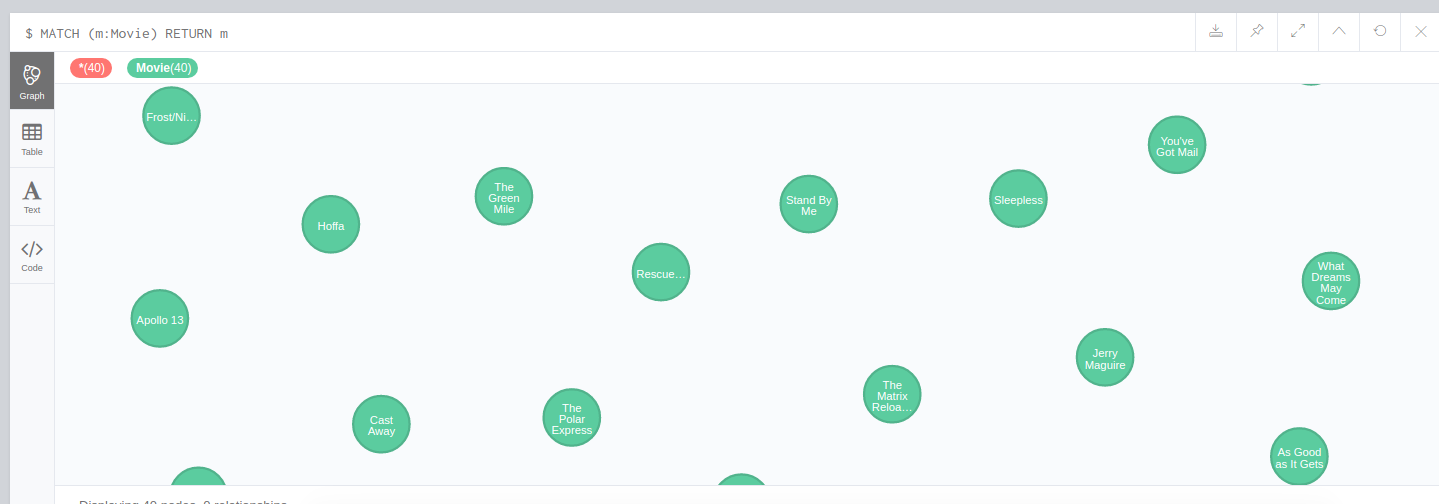 $ MATCH (m:Movie) RETURN m
*(40) Movie(40)
Graph
Table
Text
Code
Frost/Ni…
You've
Got Mail
The
Green
Mile
Stand By
Me
Sleepless
Hoffa
Rescue…
What
Dreams
May
Come
Apollo 13
Jerry
Maguire
The
Matrix
Reloa…
Cast
Away
The
Polar
Express
As Good
as It Gets
Displaying 40 nodes, 0 relationships.